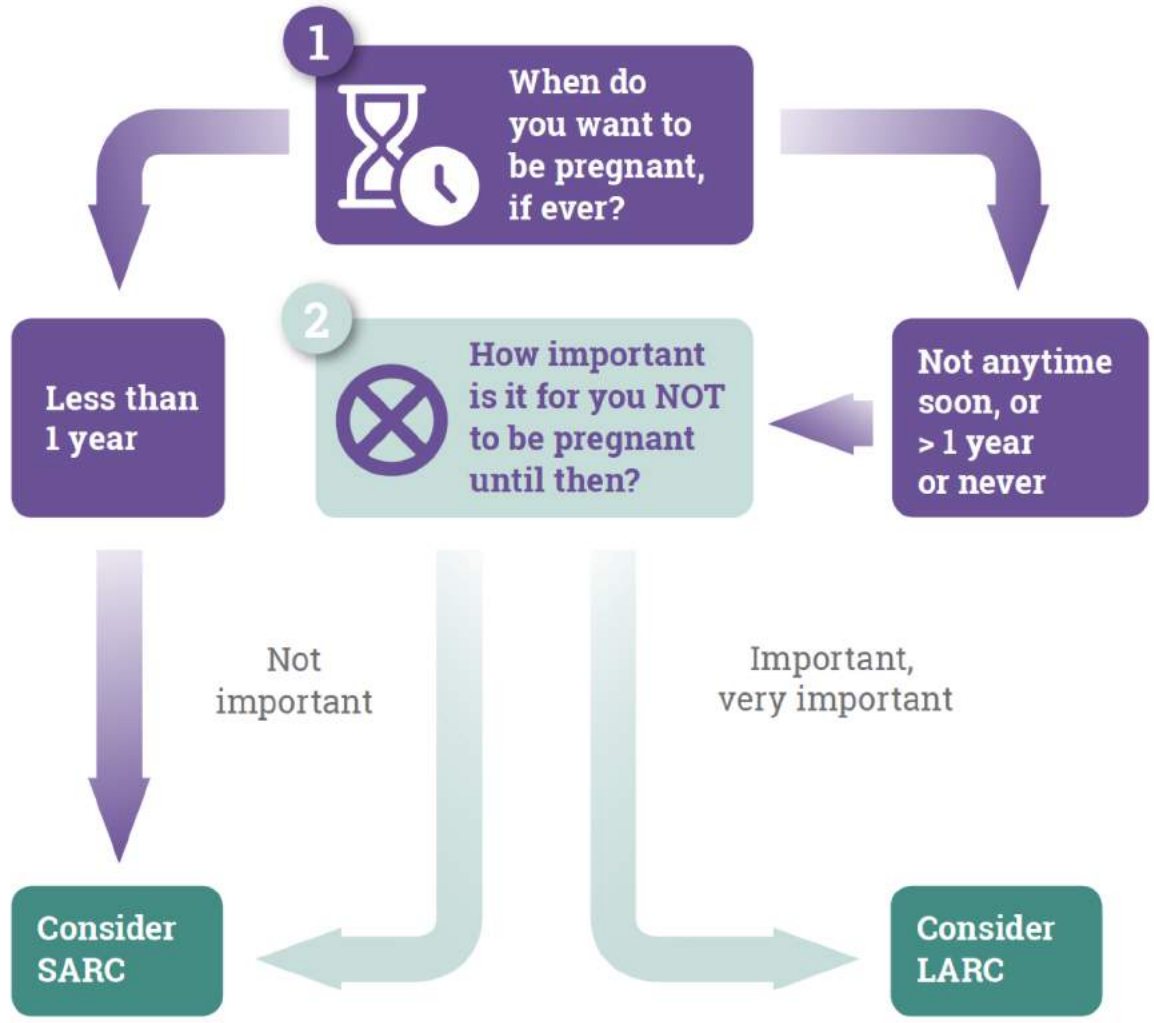 1
When do
you want to
be pregnant,
if ever?
Less than
1 year
2
How important
is it for you NOT
to be pregnant
until then?
Not anytime
soon, or
> 1 year
or never
Not
important
Important,
very important
Consider
SARC
Consider
LARC